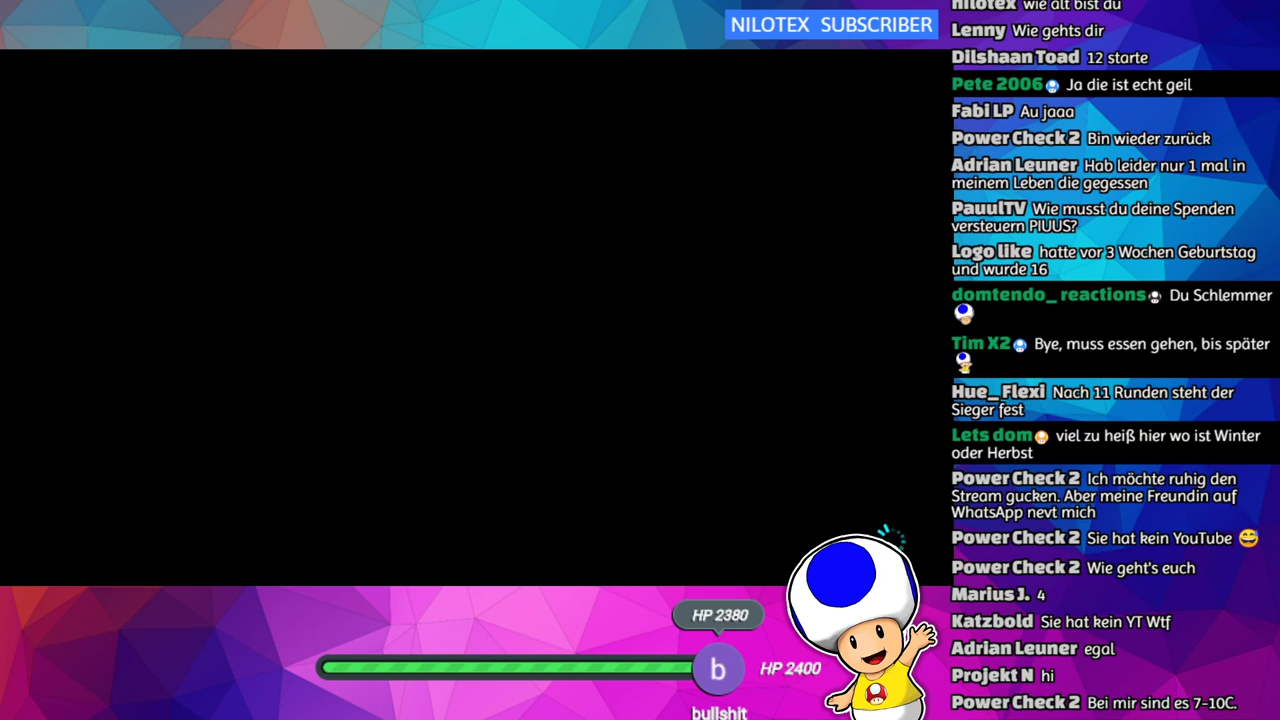 NILOTEX SUBSCRIBER
nilotex wie alt bist du
Lenny Wie gehts dir
Dilshaan Toad 12 starte
Pete 2006 Ja die ist echt geil
Fabi LP Au jaaa
Power Check 2 Bin wieder zurück
Adrian Leuner Hab leider nur 1 mal in
meinem Leben die gegessen
PauulTV Wie musst du deine Spenden
versteuern PIUUS?
Logo like hatte vor 3 Wochen Geburtstag
und wurde 16
domtendo_reactions Du Schlemmer
Tim X2 Bye, muss essen gehen, bis später
Hue_Flexi Nach 11 Runden steht der
Sieger fest
Lets dom viel zu heiß hier wo ist Winter
oder Herbst
Power Check 2 Ich möchte ruhig den
Stream gucken. Aber meine Freundin auf
WhatsApp nevt mich
Power Check 2 Sie hat kein YouTube 😅
Power Check 2 Wie geht's euch
Marius J. 4
Katzbold Sie hat kein YT Wtf
Adrian Leuner egal
Projekt N hi
Power Check 2 Bei mir sind es 7-10C.
HP 2380
b
HP 2400
bullshit